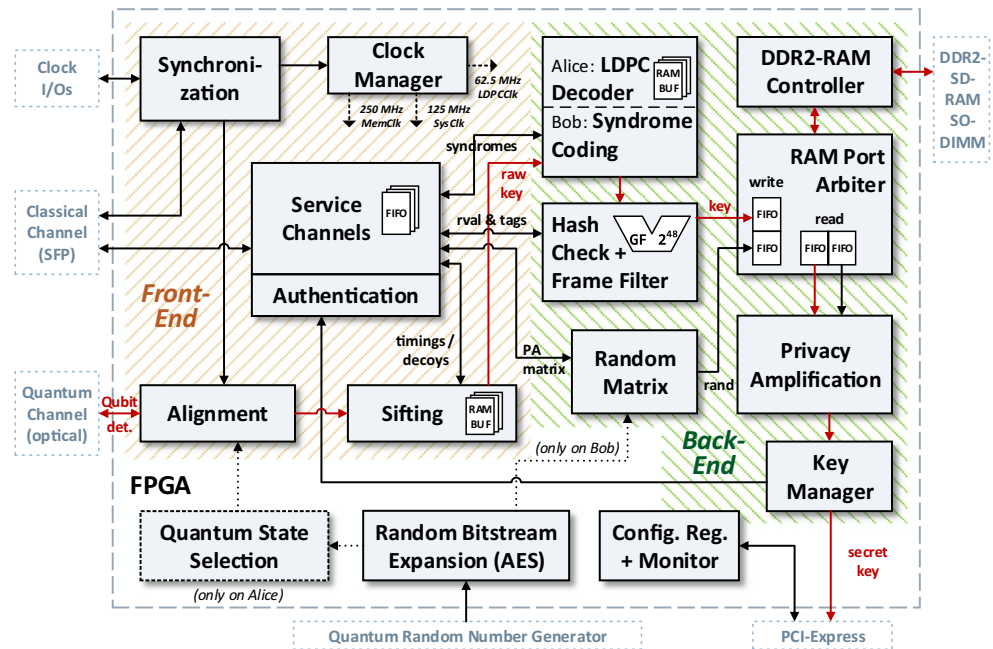 Clock
I/Os
Classical
Channel
(SFP)
Quantum
Channel
(optical)
Synchroni-
zation
Clock
Manager
62.5 MHz
LDPCClk
250 MHz
MemClk
125 MHz
SysClk
Service
Channels
FIFO
Authentication
Front-
End
syndromes
raw
key
rval & tags
timings /
decoys
PA
matrix
Qubit
det.
Alignment
Sifting
RAM
BUF
Alice: LDPC
Decoder
RAM
BUF
Bob: Syndrome
Coding
Hash
Check +
Frame Filter
GF 2^48
key
Random
Matrix
rand
(only on Bob)
DDR2-RAM
Controller
DDR2-
SD-
RAM
SO-
DIMM
RAM Port
Arbiter
write
FIFO
FIFO
read
FIFO FIFO
Privacy
Amplification
Back-
End
Key
Manager
FPGA
Quantum State
Selection
(only on Alice)
Random Bitstream
Expansion (AES)
Config. Reg.
+ Monitor
secret
key
Quantum Random Number Generator
PCI-Express